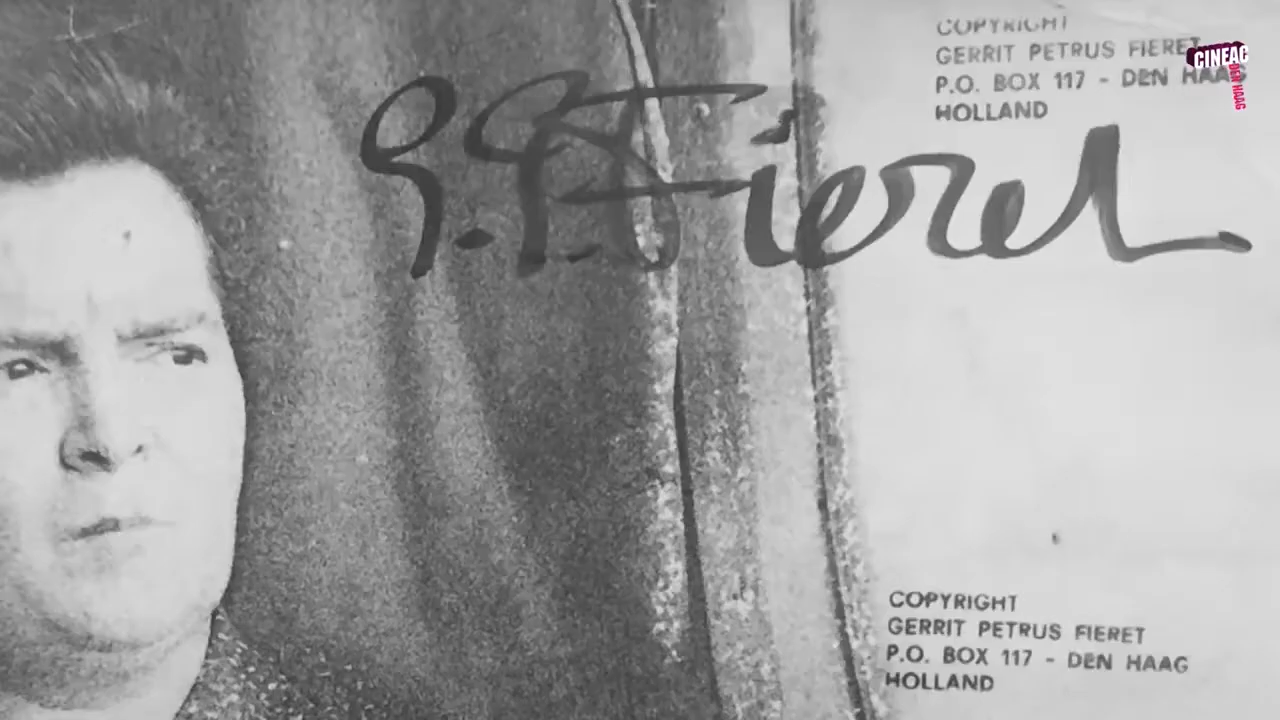 COPYRIGHT
GERRIT PETRUS FIERET
P.O. BOX 117 - DEN HAAG
HOLLAND
CINEAC
DEN HAAG
G.P. Fieret
COPYRIGHT
GERRIT PETRUS FIERET
P.O. BOX 117 - DEN HAAG
HOLLAND